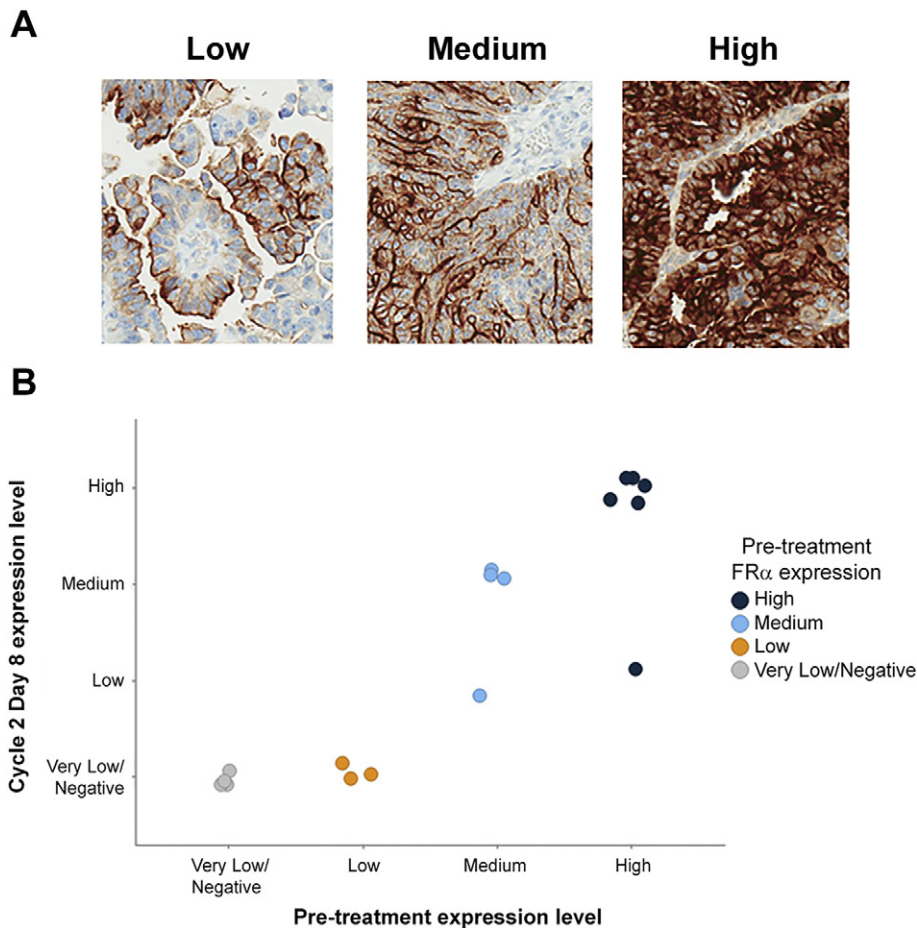 A
Low
Medium
High
B
Cycle 2 Day 8 expression level
High
Medium
Low
Very Low/
Negative
Very Low/
Negative
Low
Medium
High
Pre-treatment expression level
Pre-treatment
FRα expression
High
Medium
Low
Very Low/Negative